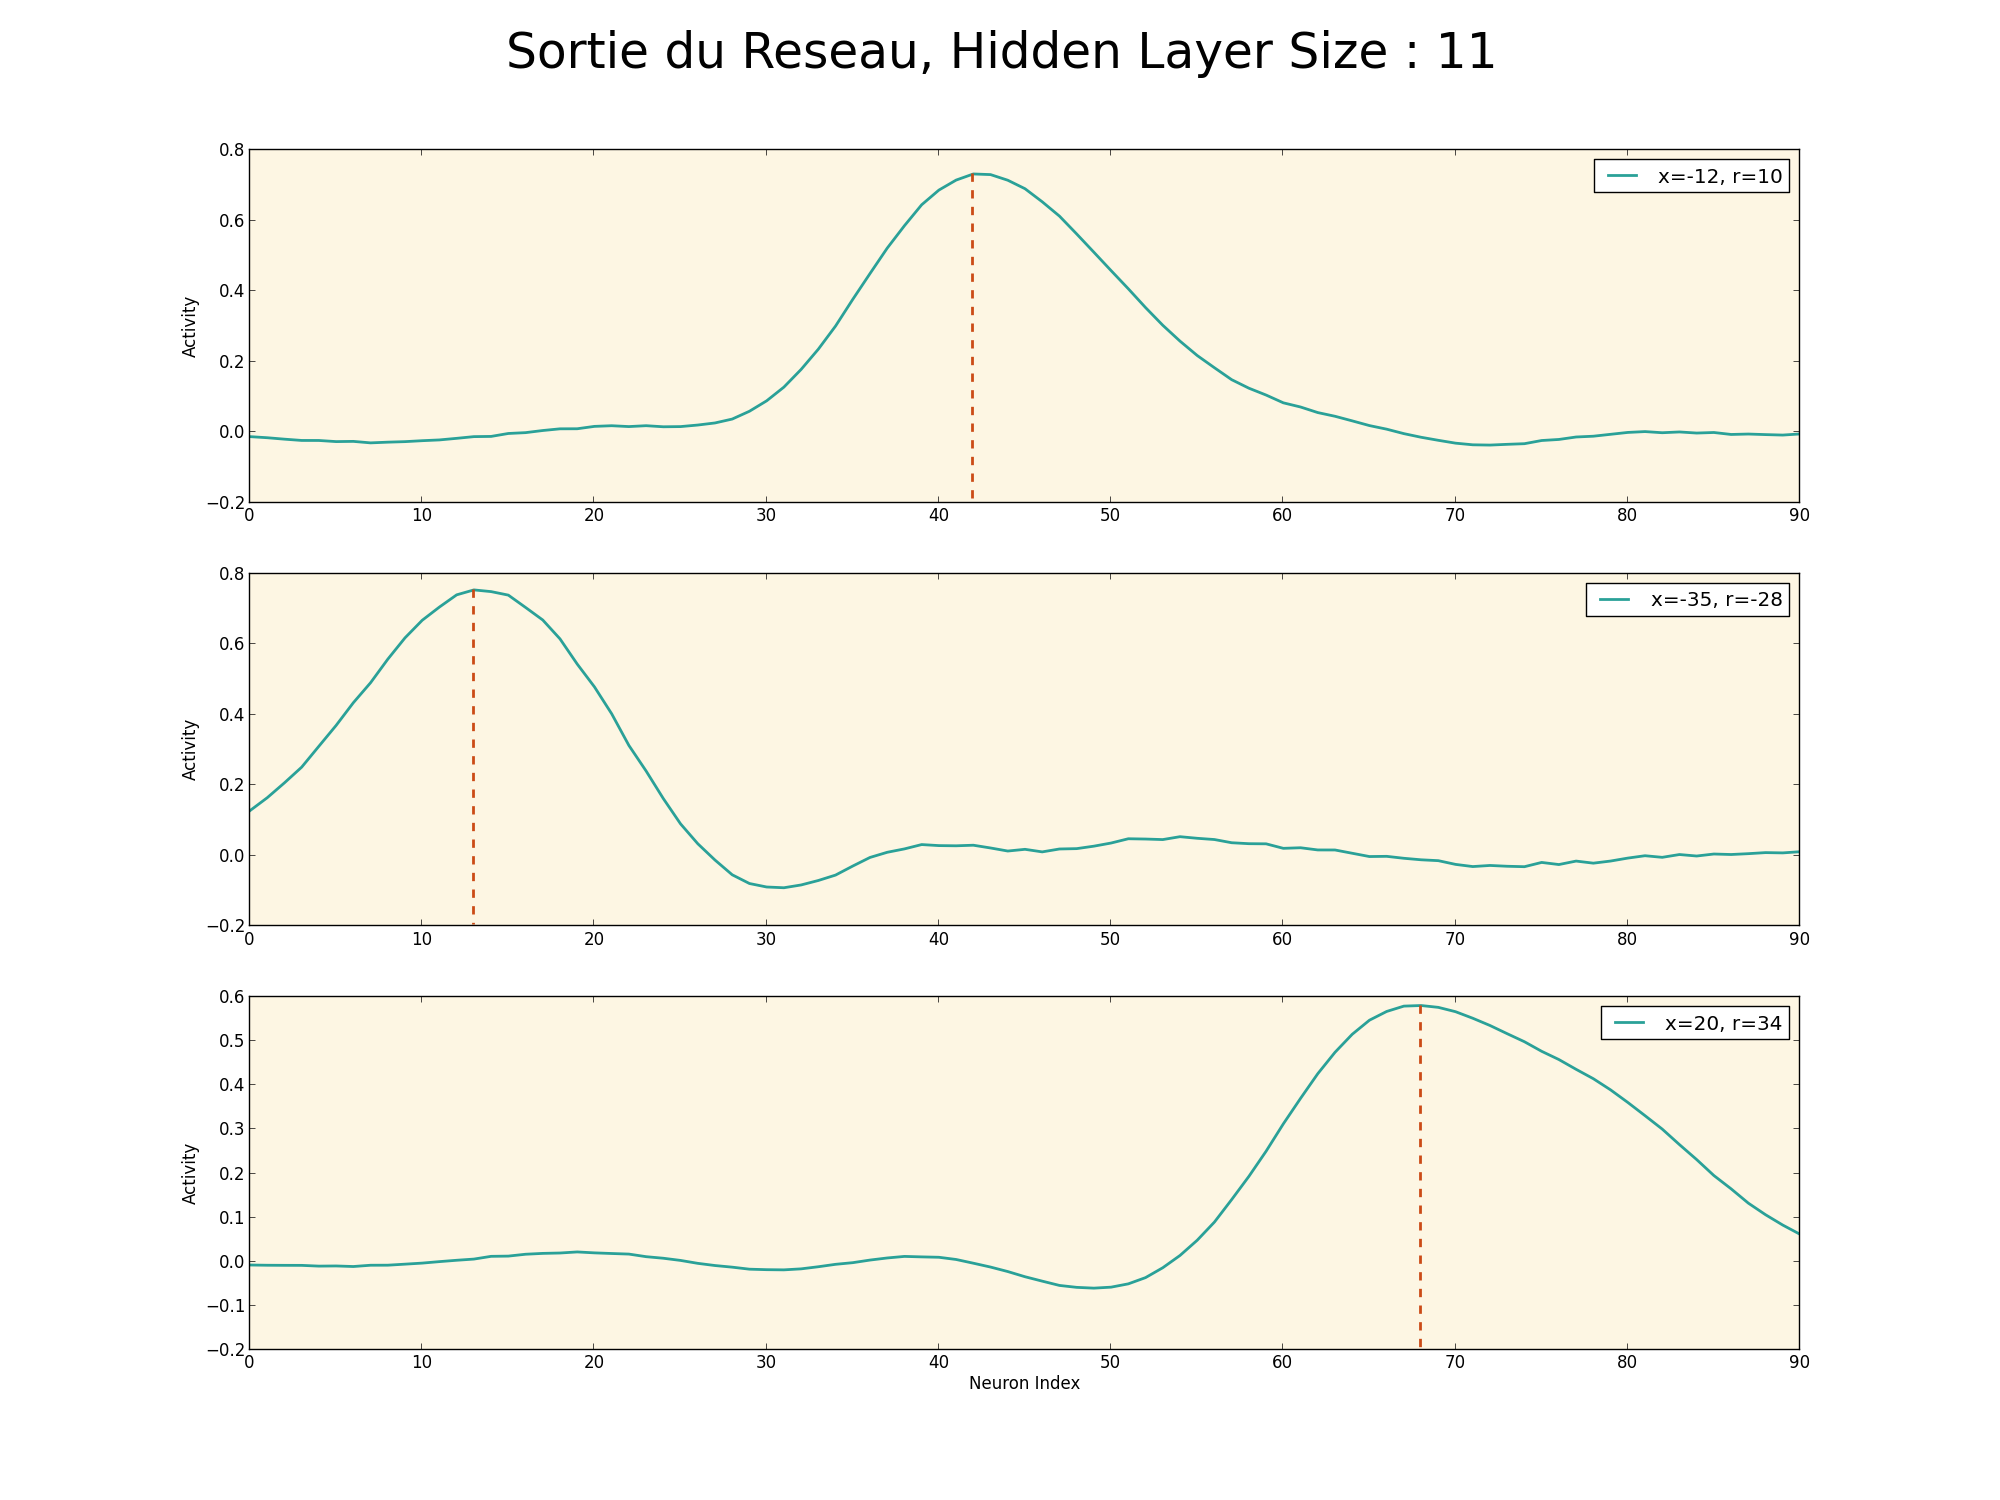 Sortie du Reseau, Hidden Layer Size : 11
0.8
0.6
0.4
0.2
0.0
−0.2
Activity
x=-12, r=10
0 10 20 30 40 50 60 70 80 90
0.8
0.6
0.4
0.2
0.0
−0.2
Activity
x=-35, r=-28
0 10 20 30 40 50 60 70 80 90
0.6
0.5
0.4
0.3
0.2
0.1
0.0
−0.1
−0.2
Activity
x=20, r=34
0 10 20 30 40 50 60 70 80 90
Neuron Index